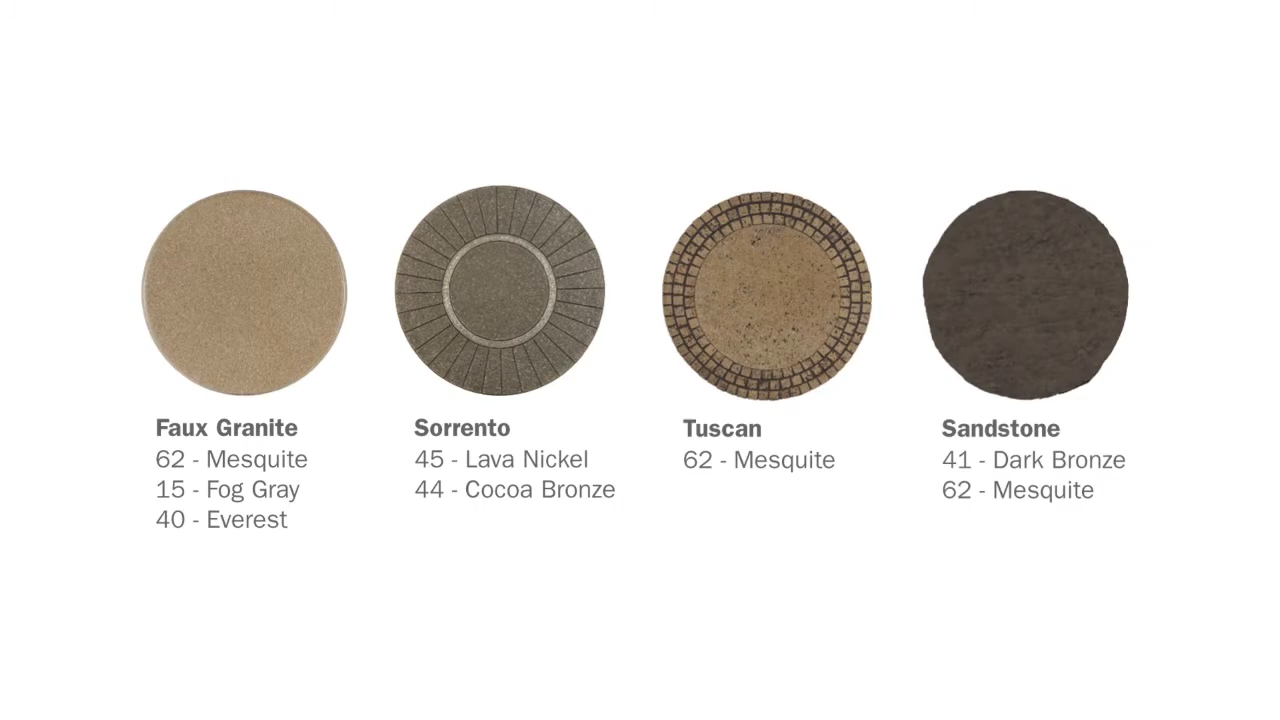 Faux Granite
62 - Mesquite
15 - Fog Gray
40 - Everest
Sorrento
45 - Lava Nickel
44 - Cocoa Bronze
Tuscan
62 - Mesquite
Sandstone
41 - Dark Bronze
62 - Mesquite